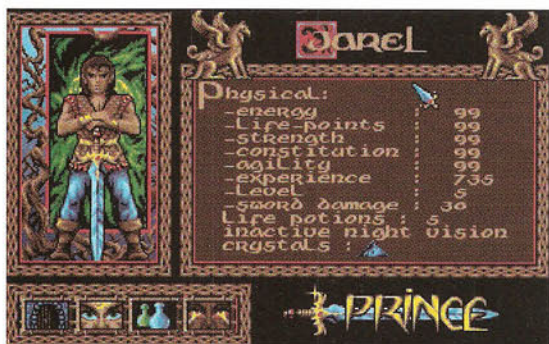 Jarel
Physical:
-energy : 99
-Life-points : 99
-strength : 99
-constitution : 99
-agility : 99
-experience : 735
-Level : 5
-sword damage : 30
Life potions : 5
inactive night vision
crystals :
PRINCE